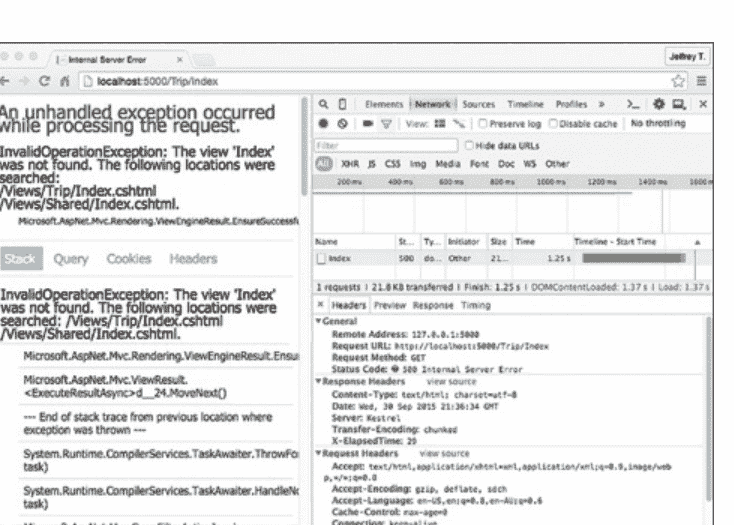 Internal Server Error
Jeffrey T.
localhost:5000/Trip/Index
An unhandled exception occurred
while processing the request.
InvalidOperationException: The view 'Index'
was not found. The following locations were
searched:
/Views/Trip/Index.cshtml
/Views/Shared/Index.cshtml.
Microsoft.AspNet.Mvc.Rendering.ViewEngineResult.EnsureSuccessfu
Stack Query Cookies Headers
InvalidOperationException: The view 'Index'
was not found. The following locations were
searched: /Views/Trip/Index.cshtml
/Views/Shared/Index.cshtml.
Microsoft.AspNet.Mvc.Rendering.ViewEngineResult.Ensu
Microsoft.AspNet.Mvc.ViewResult.
<ExecuteResultAsync>d__24.MoveNext()
--- End of stack trace from previous location where
exception was thrown ---
System.Runtime.CompilerServices.TaskAwaiter.ThrowFo
task)
System.Runtime.CompilerServices.TaskAwaiter.HandleNo
task)
Elements Network Sources Timeline Profiles »
View: Preserve log Disable cache No throttling
Filter Hide data URLs
All XHR JS CSS Img Media Font Doc WS Other
200 ms 400 ms 600 ms 800 ms 1000 ms 1200 ms 1400 ms 1600 m
Name St... Ty... Initiator Size Time Timeline - Start Time
Index 500 do... Other 21... 1.25 s
1 requests | 21.8 KB transferred | Finish: 1.25 s | DOMContentLoaded: 1.37 s | Load: 1.37 s
× Headers Preview Response Timing
General
Remote Address: 127.0.0.1:5000
Request URL: http://localhost:5000/Trip/Index
Request Method: GET
Status Code: 500 Internal Server Error
Response Headers view source
Content-Type: text/html; charset=utf-8
Date: Wed, 30 Sep 2015 21:36:34 GMT
Server: Kestrel
Transfer-Encoding: chunked
X-ElapsedTime: 29
Request Headers view source
Accept: text/html,application/xhtml+xml,application/xml;q=0.9,image/web
p,*/*;q=0.8
Accept-Encoding: gzip, deflate, sdch
Accept-Language: en-US,en;q=0.8,en-AU;q=0.6
Cache-Control: max-age=0
Connection: keep-alive